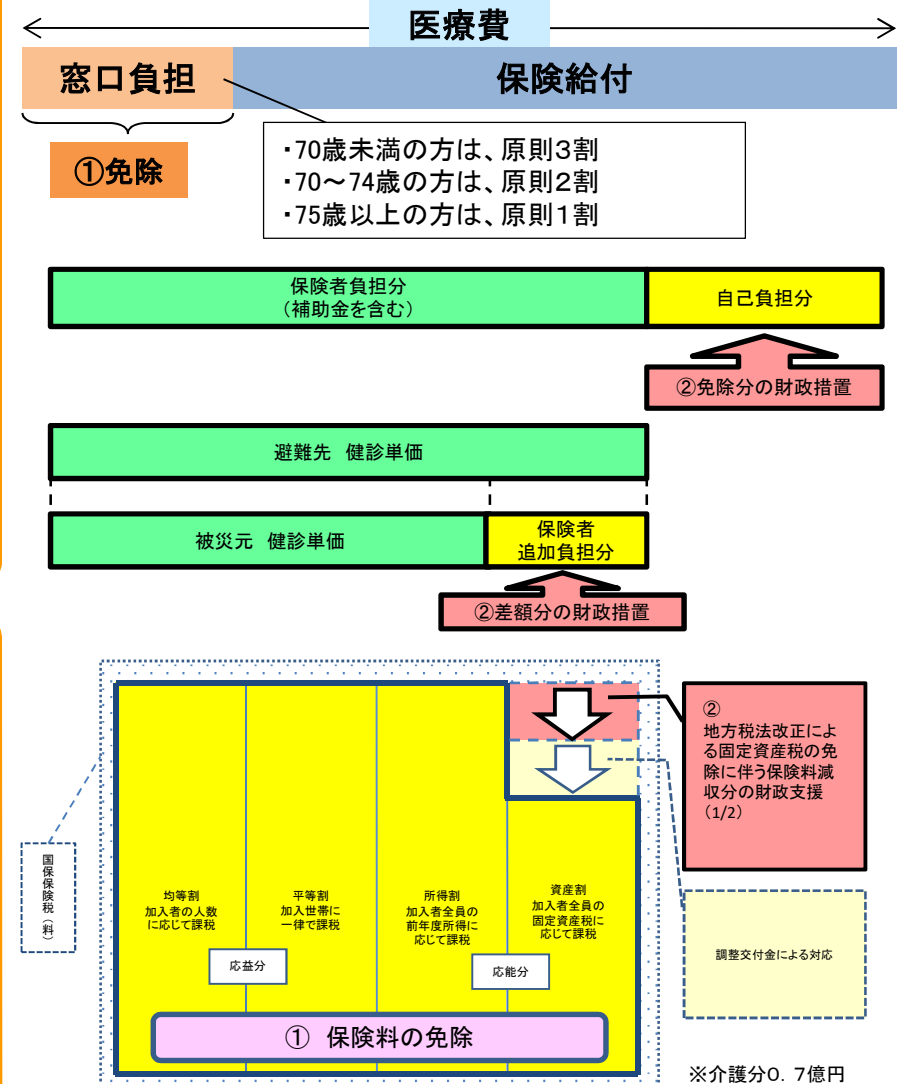 医療費
窓口負担
保険給付
①免除
・70歳未満の方は、原則3割
・70～74歳の方は、原則2割
・75歳以上の方は、原則1割
保険者負担分
(補助金を含む)
自己負担分
②免除分の財政措置
避難先 健診単価
被災元 健診単価
保険者
追加負担分
②差額分の財政措置
②
地方税法改正によ
る固定資産税の免
除に伴う保険料減
収分の財政支援
(1/2)
国保保険税(料)
均等割
加入者の人数
に応じて課税
平等割
加入世帯に
一律で課税
所得割
加入者全員の
前年度所得に
応じて課税
資産割
加入者全員の
固定資産税に
応じて課税
応益分
応能分
調整交付金による対応
① 保険料の免除
※介護分0．7億円